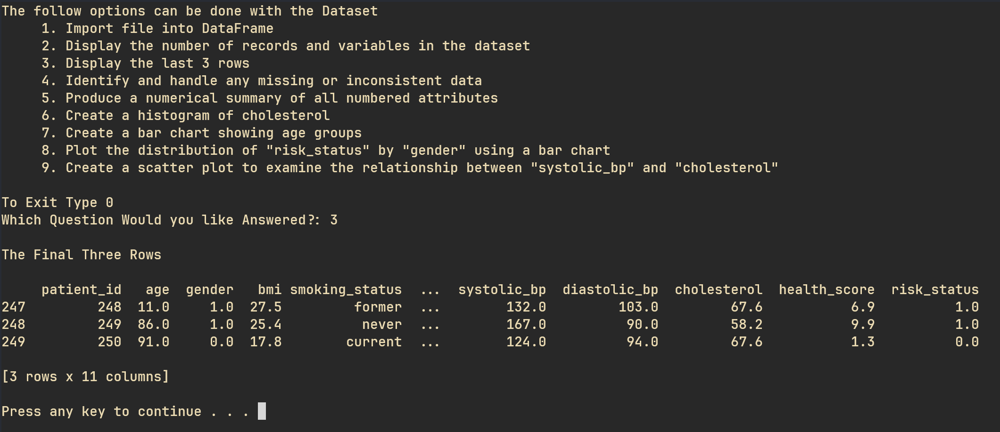 The follow options can be done with the Dataset
1. Import file into DataFrame
2. Display the number of records and variables in the dataset
3. Display the last 3 rows
4. Identify and handle any missing or inconsistent data
5. Produce a numerical summary of all numbered attributes
6. Create a histogram of cholesterol
7. Create a bar chart showing age groups
8. Plot the distribution of "risk_status" by "gender" using a bar chart
9. Create a scatter plot to examine the relationship between "systolic_bp" and "cholesterol"
To Exit Type 0
Which Question Would you like Answered?: 3
The Final Three Rows
patient_id age gender bmi smoking_status ... systolic_bp diastolic_bp cholesterol health_score risk_status
247 248 11.0 1.0 27.5 former ... 132.0 103.0 67.6 6.9 1.0
248 249 86.0 1.0 25.4 never ... 167.0 90.0 58.2 9.9 1.0
249 250 91.0 0.0 17.8 current ... 124.0 94.0 67.6 1.3 0.0
[3 rows x 11 columns]
Press any key to continue . . .